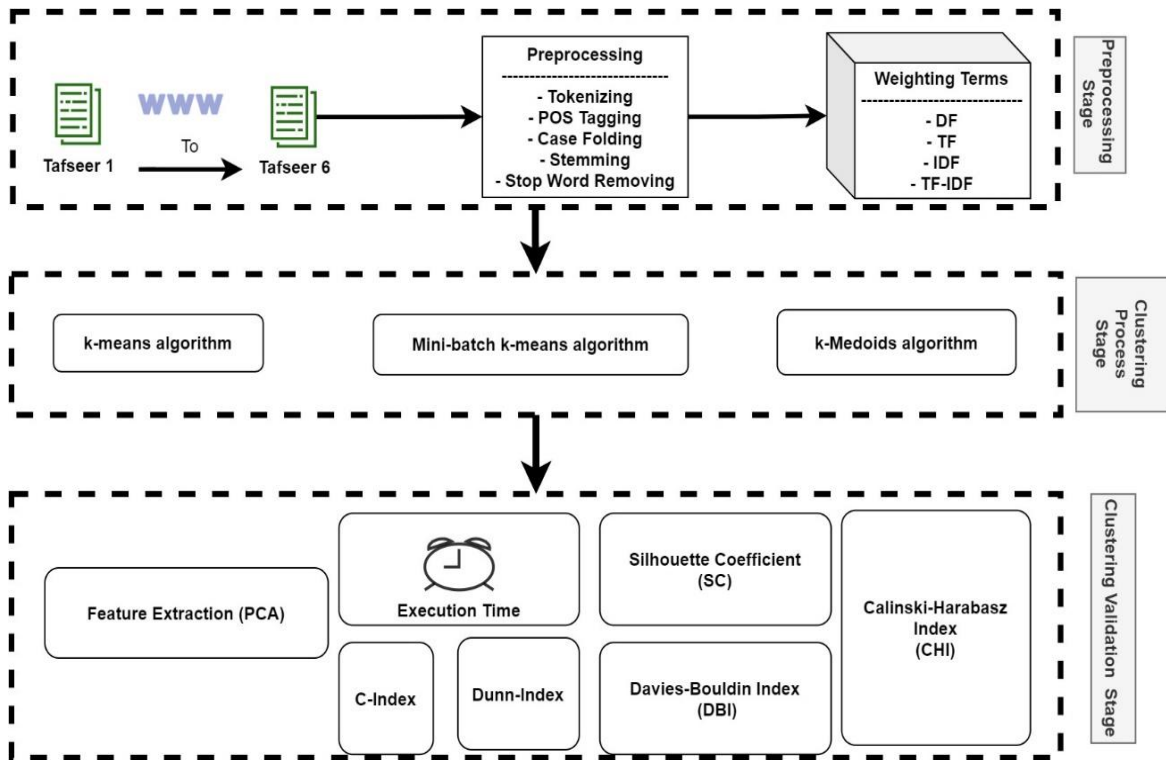 Preprocessing
--------------------------------
- Tokenizing
- POS Tagging
- Case Folding
- Stemming
- Stop Word Removing
Weighting Terms
------------------------------
- DF
- TF
- IDF
- TF-IDF
WWW
To
Tafseer 1
Tafseer 6
Preprocessing
Stage
k-means algorithm
Mini-batch k-means algorithm
k-Medoids algorithm
Clustering
Process
Stage
Feature Extraction (PCA)
Execution Time
C-Index
Dunn-Index
Silhouette Coefficient
(SC)
Davies-Bouldin Index
(DBI)
Calinski-Harabasz
Index
(CHI)
Clustering Validation
Stage